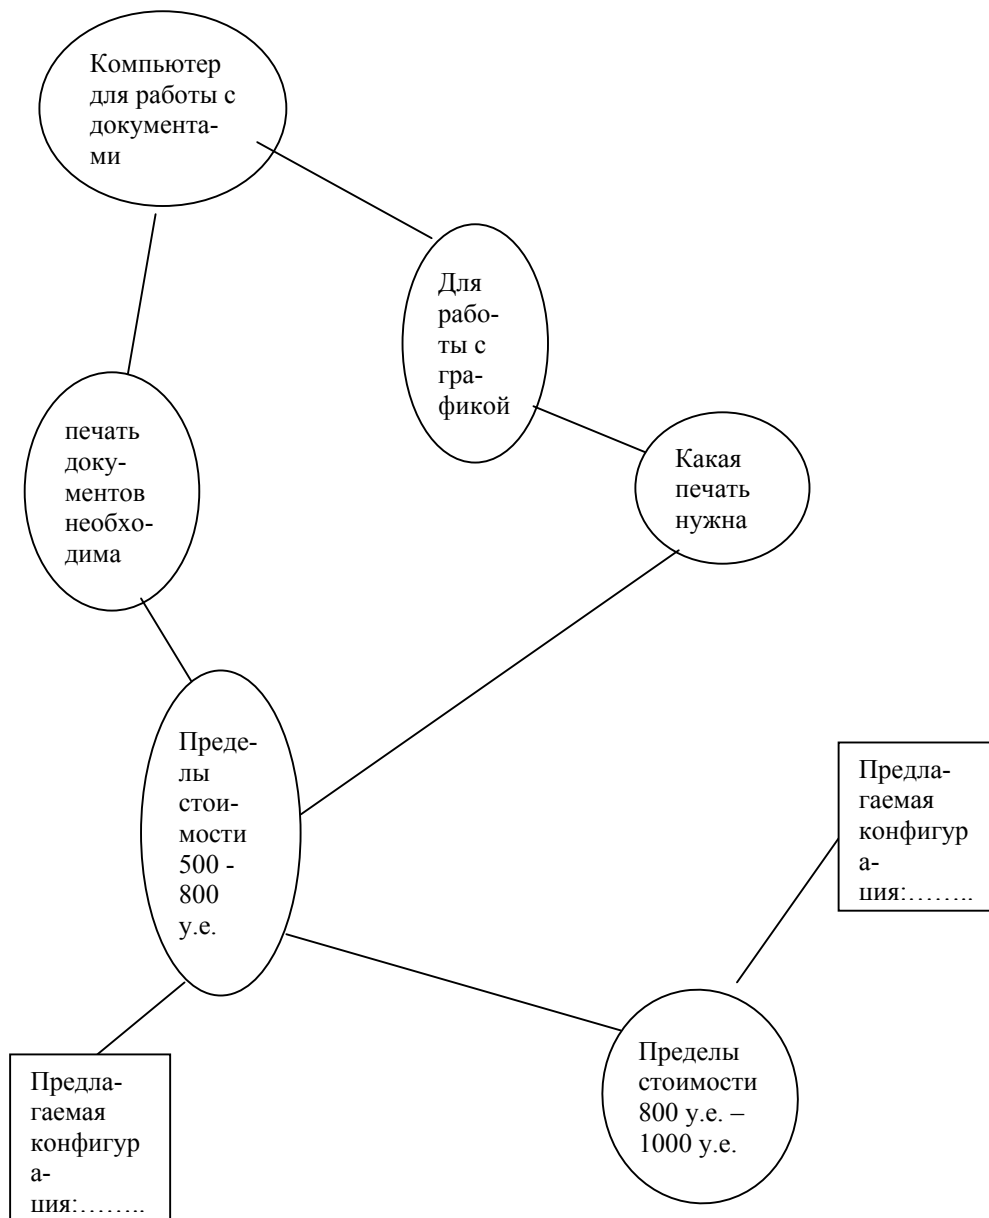 Компьютер
для работы с
документа-
ми
Для
рабо-
ты с
гра-
фикой
печать
доку-
ментов
необхо-
дима
Какая
печать
нужна
Преде-
лы
стои-
мости
500 -
800
у.е.
Предла-
гаемая
конфигур
а-
ция:……..
Пределы
стоимости
800 у.е. –
1000 у.е.
Предла-
гаемая
конфигур
а-
ция:……..